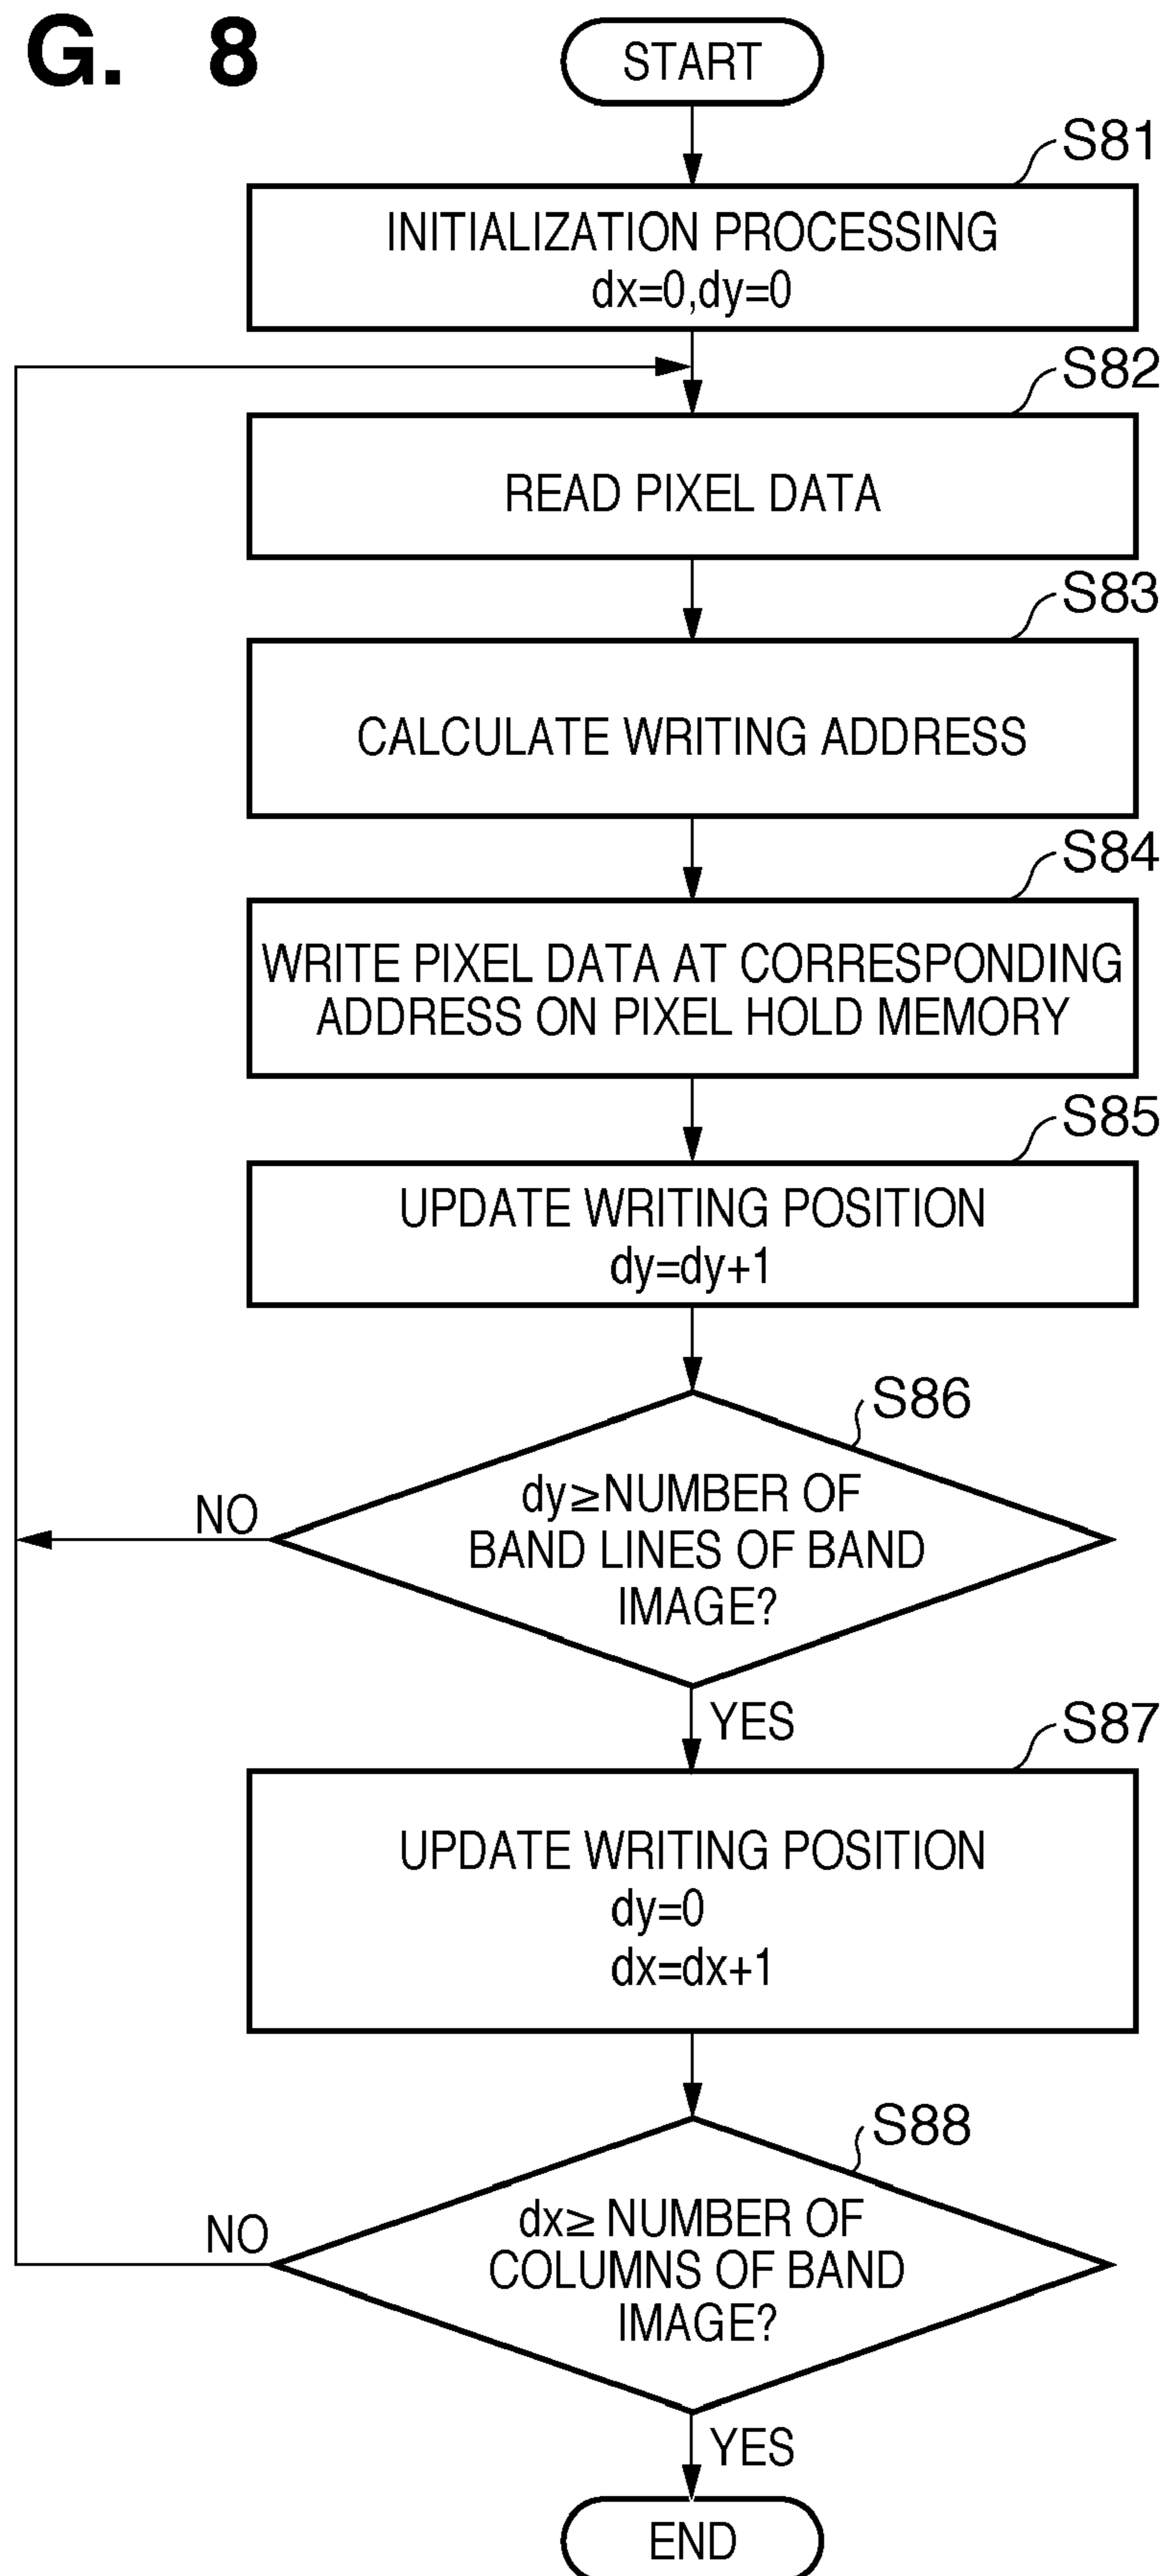 G. 8
START
S81
INITIALIZATION PROCESSING
dx=0,dy=0
S82
READ PIXEL DATA
S83
CALCULATE WRITING ADDRESS
S84
WRITE PIXEL DATA AT CORRESPONDING
ADDRESS ON PIXEL HOLD MEMORY
S85
UPDATE WRITING POSITION
dy=dy+1
S86
dy≥NUMBER OF
BAND LINES OF BAND
IMAGE?
NO
YES
S87
UPDATE WRITING POSITION
dy=0
dx=dx+1
S88
dx≥ NUMBER OF
COLUMNS OF BAND
IMAGE?
NO
YES
END